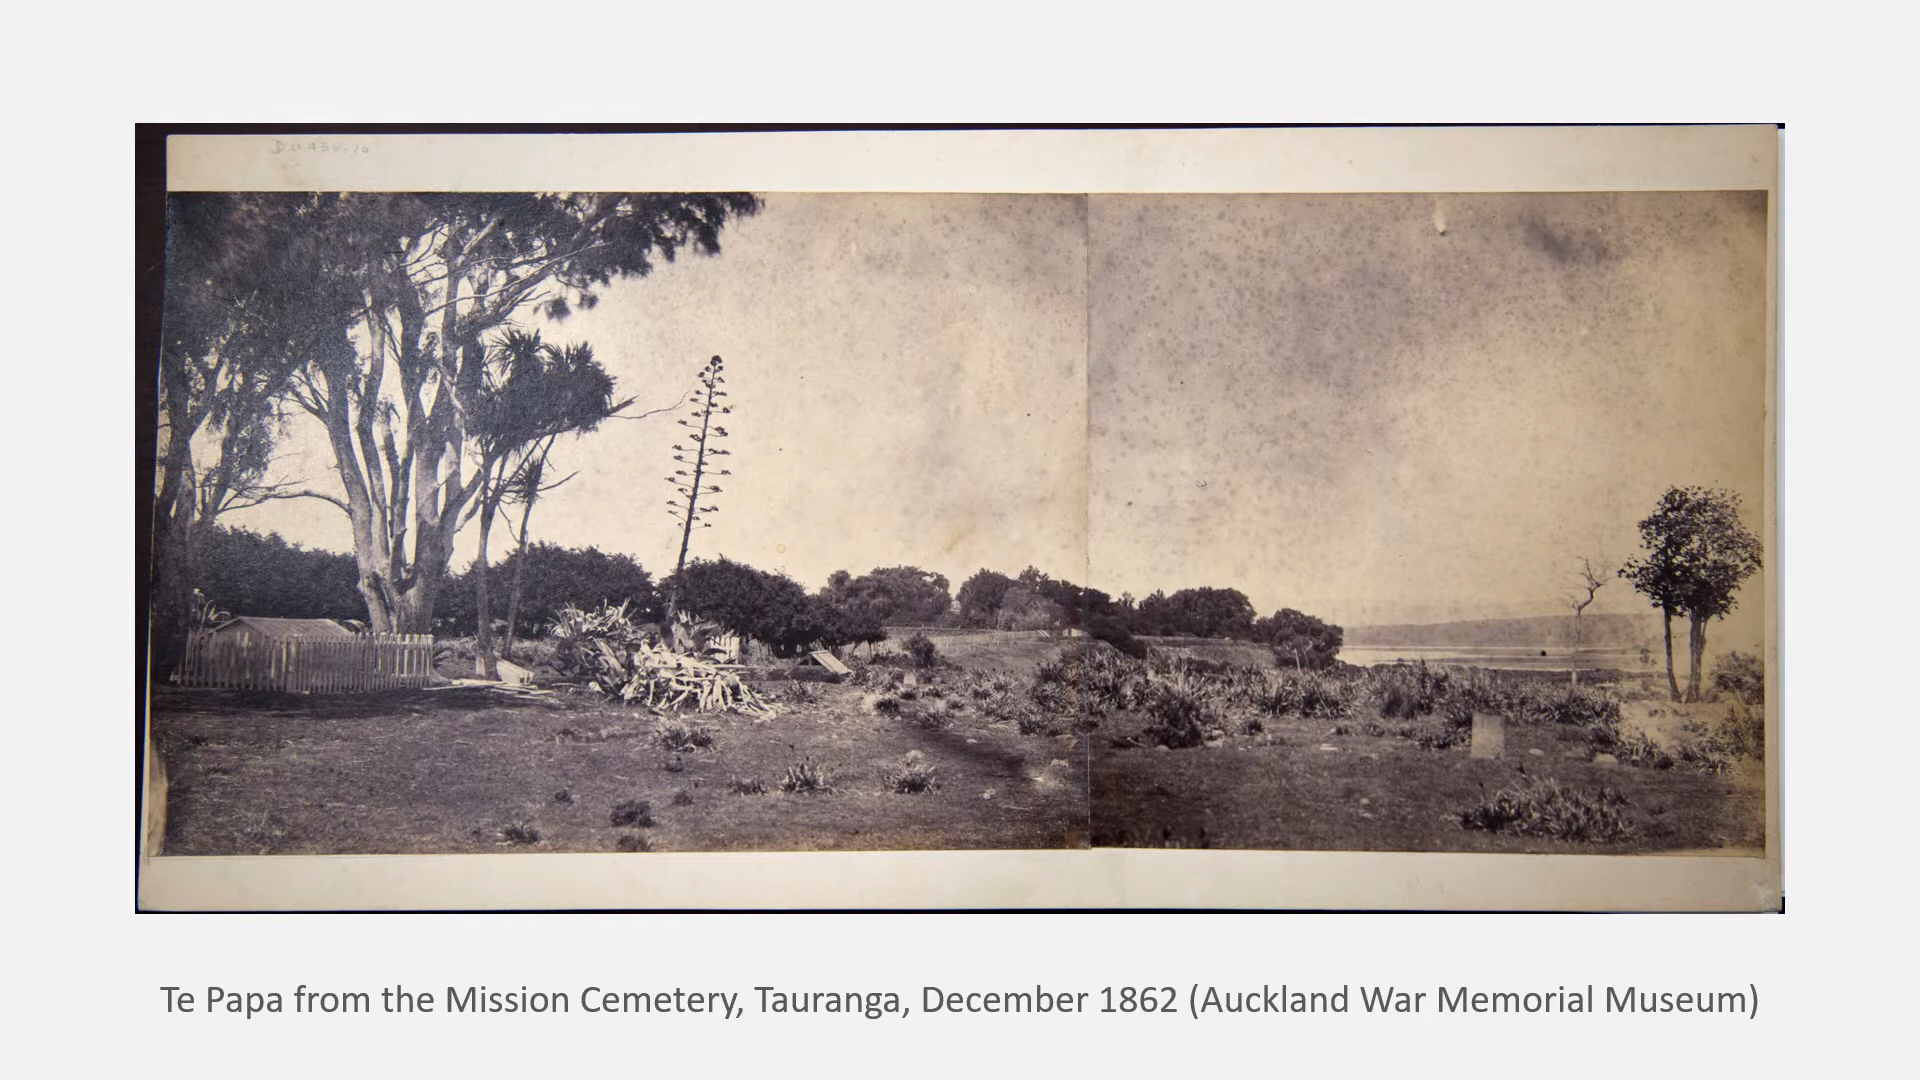 Te Papa from the Mission Cemetery, Tauranga, December 1862 (Auckland War Memorial Museum)